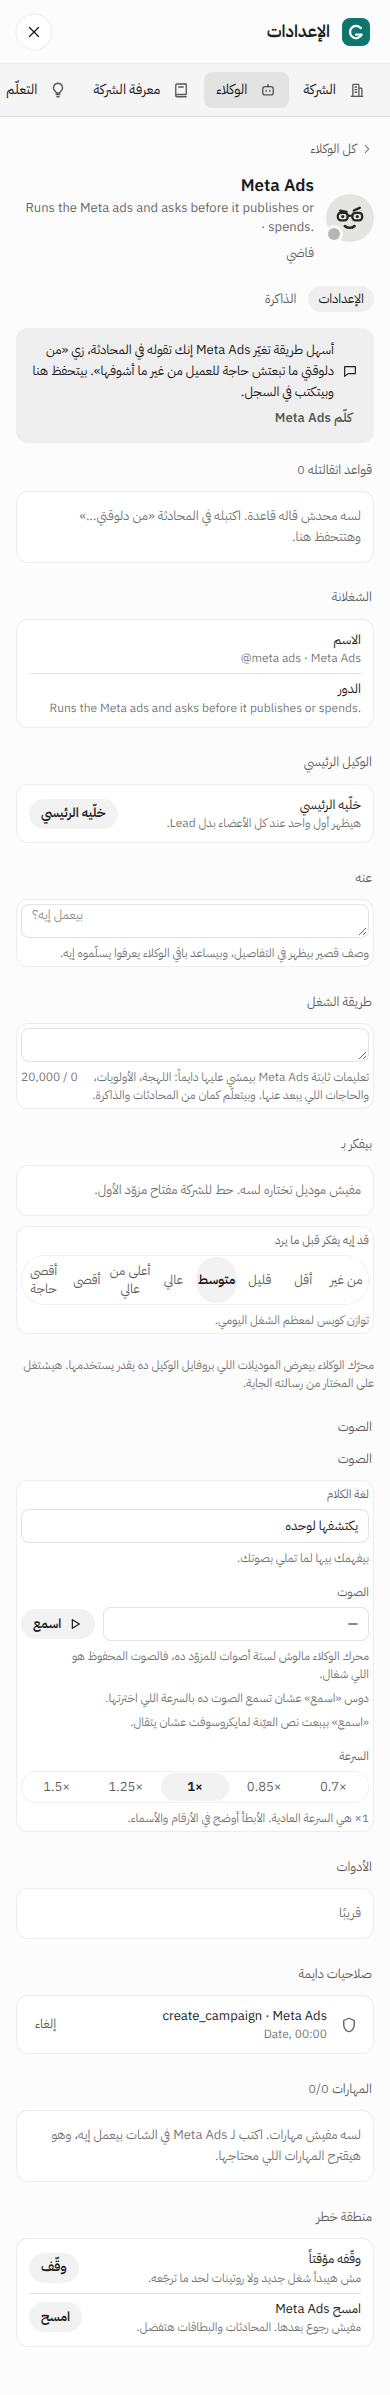 الإعدادات
الشركة
الوكلاء
معرفة الشركة
التعلّم
كل الوكلاء
Meta Ads
Runs the Meta ads and asks before it publishes or
spends. ·
فاضي
الإعدادات
الذاكرة
أسهل طريقة تغيّر Meta Ads إنك تقوله في المحادثة، زي «من
دلوقتي ما تبعتش حاجة للعميل من غير ما أشوفها». بيتحفظ هنا
وبيتكتب في السجل.
كلّم Meta Ads
قواعد اتقالتله 0
لسه محدش قاله قاعدة. اكتبله في المحادثة «من دلوقتي…»
وهتتحفظ هنا.
الشغلانة
الاسم
@meta ads · Meta Ads
الدور
Runs the Meta ads and asks before it publishes or spends.
الوكيل الرئيسي
خلّيه الرئيسي
هيظهر أول واحد عند كل الأعضاء بدل Lead.
خلّيه الرئيسي
عنه
بيعمل إيه؟
وصف قصير بيظهر في التفاصيل، وبيساعد باقي الوكلاء يعرفوا يسلّموه إيه.
طريقة الشغل
تعليمات ثابتة Meta Ads بيمشي عليها دايماً: اللهجة، الأولويات،
والحاجات اللي يبعد عنها. وبيتعلّم كمان من المحادثات والذاكرة.
0 / 20,000
بيفكر بـ
مفيش موديل تختاره لسه. حط للشركة مفتاح مزوّد الأول.
قد إيه يفكر قبل ما يرد
من غير
أقل
قليل
متوسط
عالي
أعلى من
عالي
أقصى
أقصى
حاجة
توازن كويس لمعظم الشغل اليومي.
محرّك الوكلاء بيعرض الموديلات اللي بروفايل الوكيل ده يقدر يستخدمها. هيشتغل
على المختار من رسالته الجاية.
الصوت
الصوت
لغة الكلام
يكتشفها لوحده
بيفهمك بيها لما تملي بصوتك.
الصوت
—
اسمع
محرك الوكلاء مالوش لستة أصوات للمزوّد ده، فالصوت المحفوظ هو
اللي شغال.
دوس «اسمع» عشان تسمع الصوت ده بالسرعة اللي اخترتها.
«اسمع» بيبعت نص العيّنة لمايكروسوفت عشان يتقال.
السرعة
0.7×
0.85×
1×
1.25×
1.5×
1× هي السرعة العادية. الأبطأ أوضح في الأرقام والأسماء.
الأدوات
قريبًا
صلاحيات دايمة
create_campaign · Meta Ads
Date, 00:00
إلغاء
المهارات 0/0
لسه مفيش مهارات. اكتب لـ Meta Ads في الشات بيعمل إيه، وهو
هيقترح المهارات اللي محتاجها.
منطقة خطر
وقّفه مؤقتاً
مش هيبدأ شغل جديد ولا روتينات لحد ما ترجّعه.
وقّف
امسح Meta Ads
مفيش رجوع بعدها. المحادثات والبطاقات هتفضل.
امسح